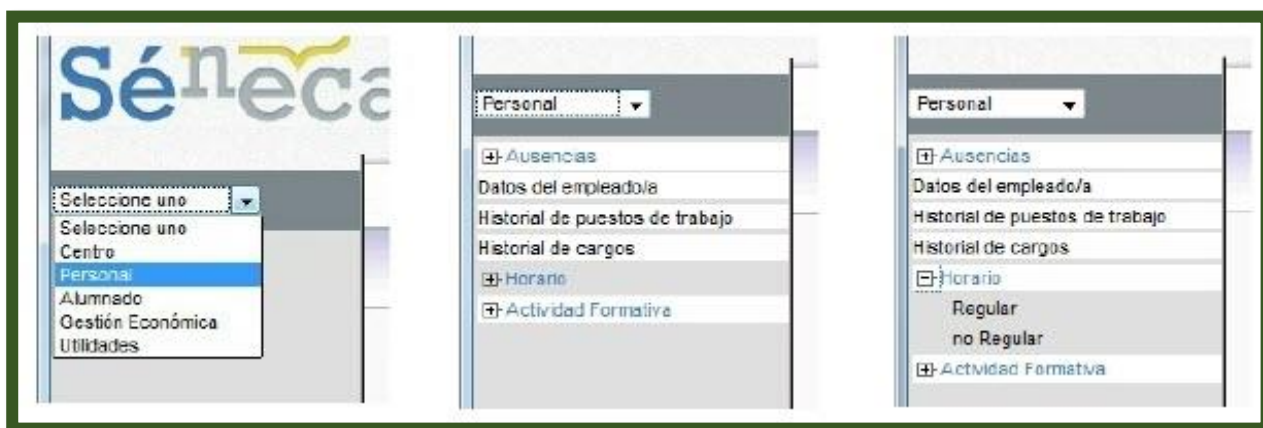 Séneca
Seleccione uno
Seleccione uno
Centro
Personal
Alumnado
Gestión Económica
Utilidades
Personal
Ausencias
Datos del empleado/a
Historial de puestos de trabajo
Historial de cargos
Horario
Actividad Formativa
Personal
Ausencias
Datos del empleado/a
Historial de puestos de trabajo
Historial de cargos
Horario
Regular
no Regular
Actividad Formativa